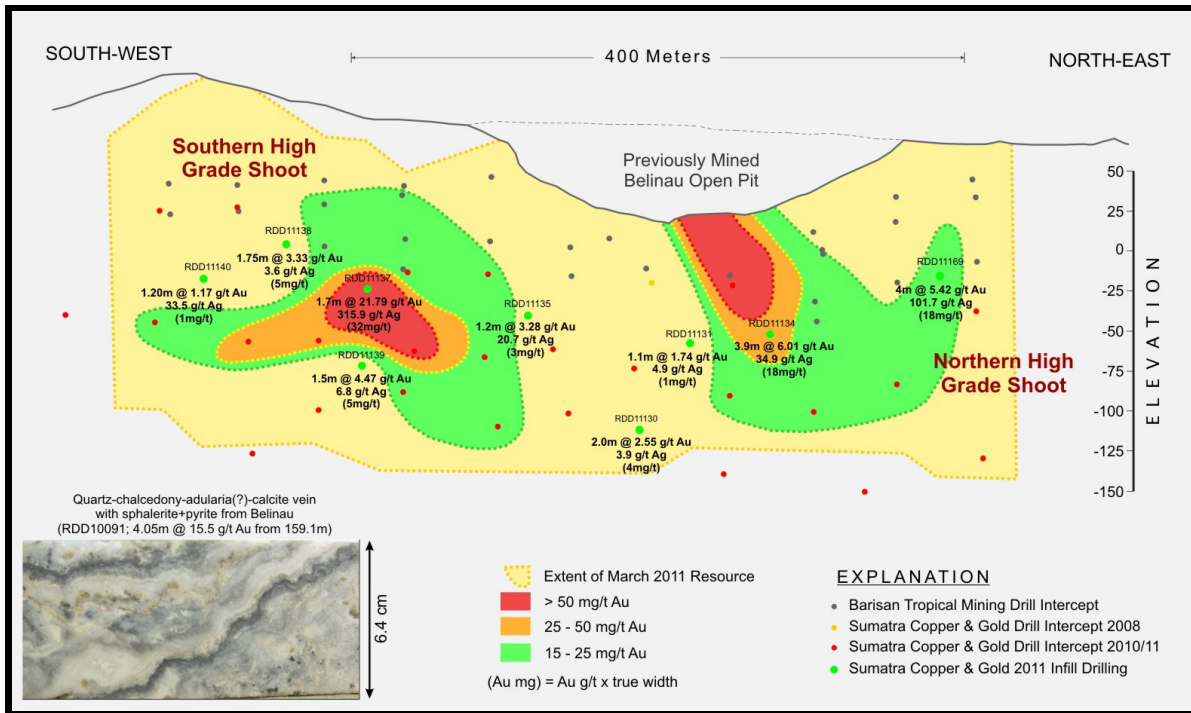 SOUTH-WEST
400 Meters
NORTH-EAST
Southern High
Grade Shoot
Previously Mined
Belinau Open Pit
50
25
0
-25
-50
-75
-100
-125
-150
ELEVATION
RDD11138
1.75m @ 3.33 g/t Au
3.6 g/t Ag
(5mg/t)
RDD11140
1.20m @ 1.17 g/t Au
33.5 g/t Ag
(1mg/t)
RDD11137
1.7m @ 21.79 g/t Au
315.9 g/t Ag
(32mg/t)
RDD11139
1.5m @ 4.47 g/t Au
6.8 g/t Ag
(5mg/t)
RDD11135
1.2m @ 3.28 g/t Au
20.7 g/t Ag
(3mg/t)
RDD11131
1.1m @ 1.74 g/t Au
4.9 g/t Ag
(1mg/t)
RDD11130
2.0m @ 2.55 g/t Au
3.9 g/t Ag
(4mg/t)
RDD11134
3.9m @ 6.01 g/t Au
34.9 g/t Ag
(18mg/t)
RDD11169
4m @ 5.42 g/t Au
101.7 g/t Ag
(18mg/t)
Northern High
Grade Shoot
Quartz-chalcedony-adularia(?)-calcite vein
with sphalerite+pyrite from Belinau
(RDD10091; 4.05m @ 15.5 g/t Au from 159.1m)
6.4 cm
Extent of March 2011 Resource
> 50 mg/t Au
25 - 50 mg/t Au
15 - 25 mg/t Au
(Au mg) = Au g/t x true width
EXPLANATION
Barisan Tropical Mining Drill Intercept
Sumatra Copper & Gold Drill Intercept 2008
Sumatra Copper & Gold Drill Intercept 2010/11
Sumatra Copper & Gold 2011 Infill Drilling